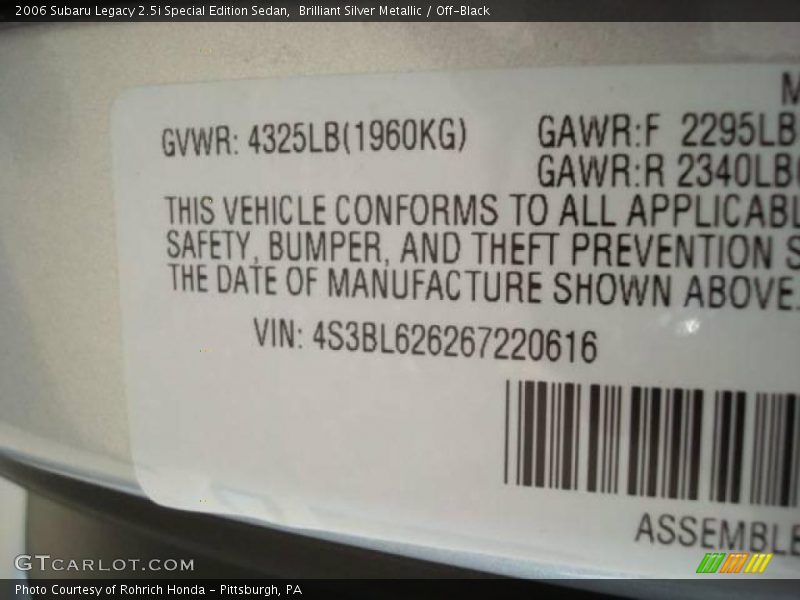 2006 Subaru Legacy 2.5i Special Edition Sedan,  Brilliant Silver Metallic / Off-Black
GVWR: 4325LB(1960KG)
GAWR:F 2295LB
GAWR:R 2340LB(
THIS VEHICLE CONFORMS TO ALL APPLICABL
SAFETY, BUMPER, AND THEFT PREVENTION S
THE DATE OF MANUFACTURE SHOWN ABOVE.
VIN: 4S3BL626267220616
ASSEMBLE
GTCARLOT.COM
Photo Courtesy of Rohrich Honda - Pittsburgh, PA